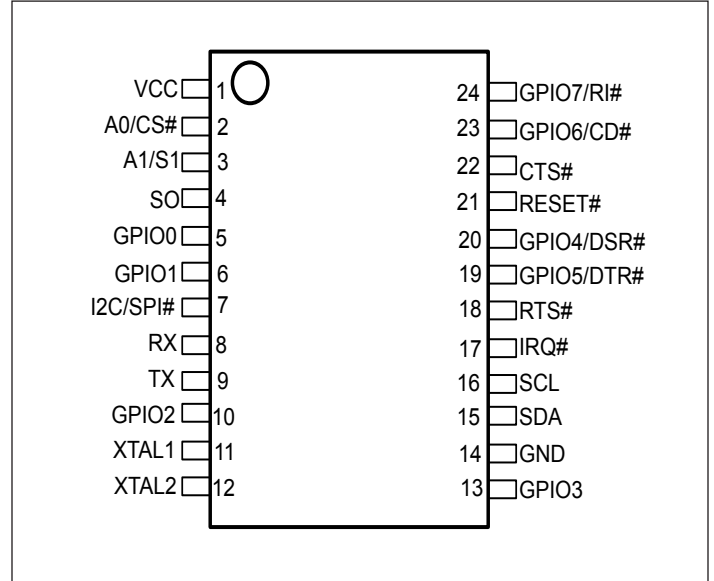 VCC 1 24 GPIO7/RI#
A0/CS# 2 23 GPIO6/CD#
A1/S1 3 22 CTS#
SO 4 21 RESET#
GPIO0 5 20 GPIO4/DSR#
GPIO1 6 19 GPIO5/DTR#
I2C/SPI# 7 18 RTS#
RX 8 17 IRQ#
TX 9 16 SCL
GPIO2 10 15 SDA
XTAL1 11 14 GND
XTAL2 12 13 GPIO3